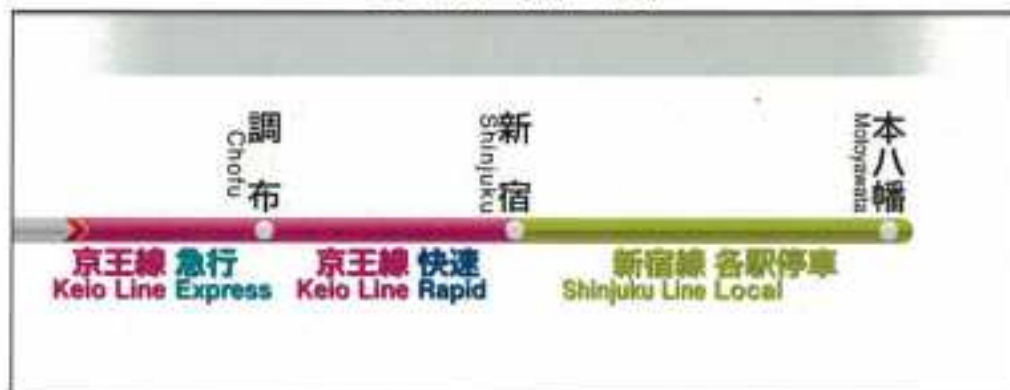 調布
Chofu
新宿
Shinjuku
本八幡
Motoyawata
京王線 急行
Keio Line Express
京王線 快速
Keio Line Rapid
新宿線 各駅停車
Shinjuku Line Local